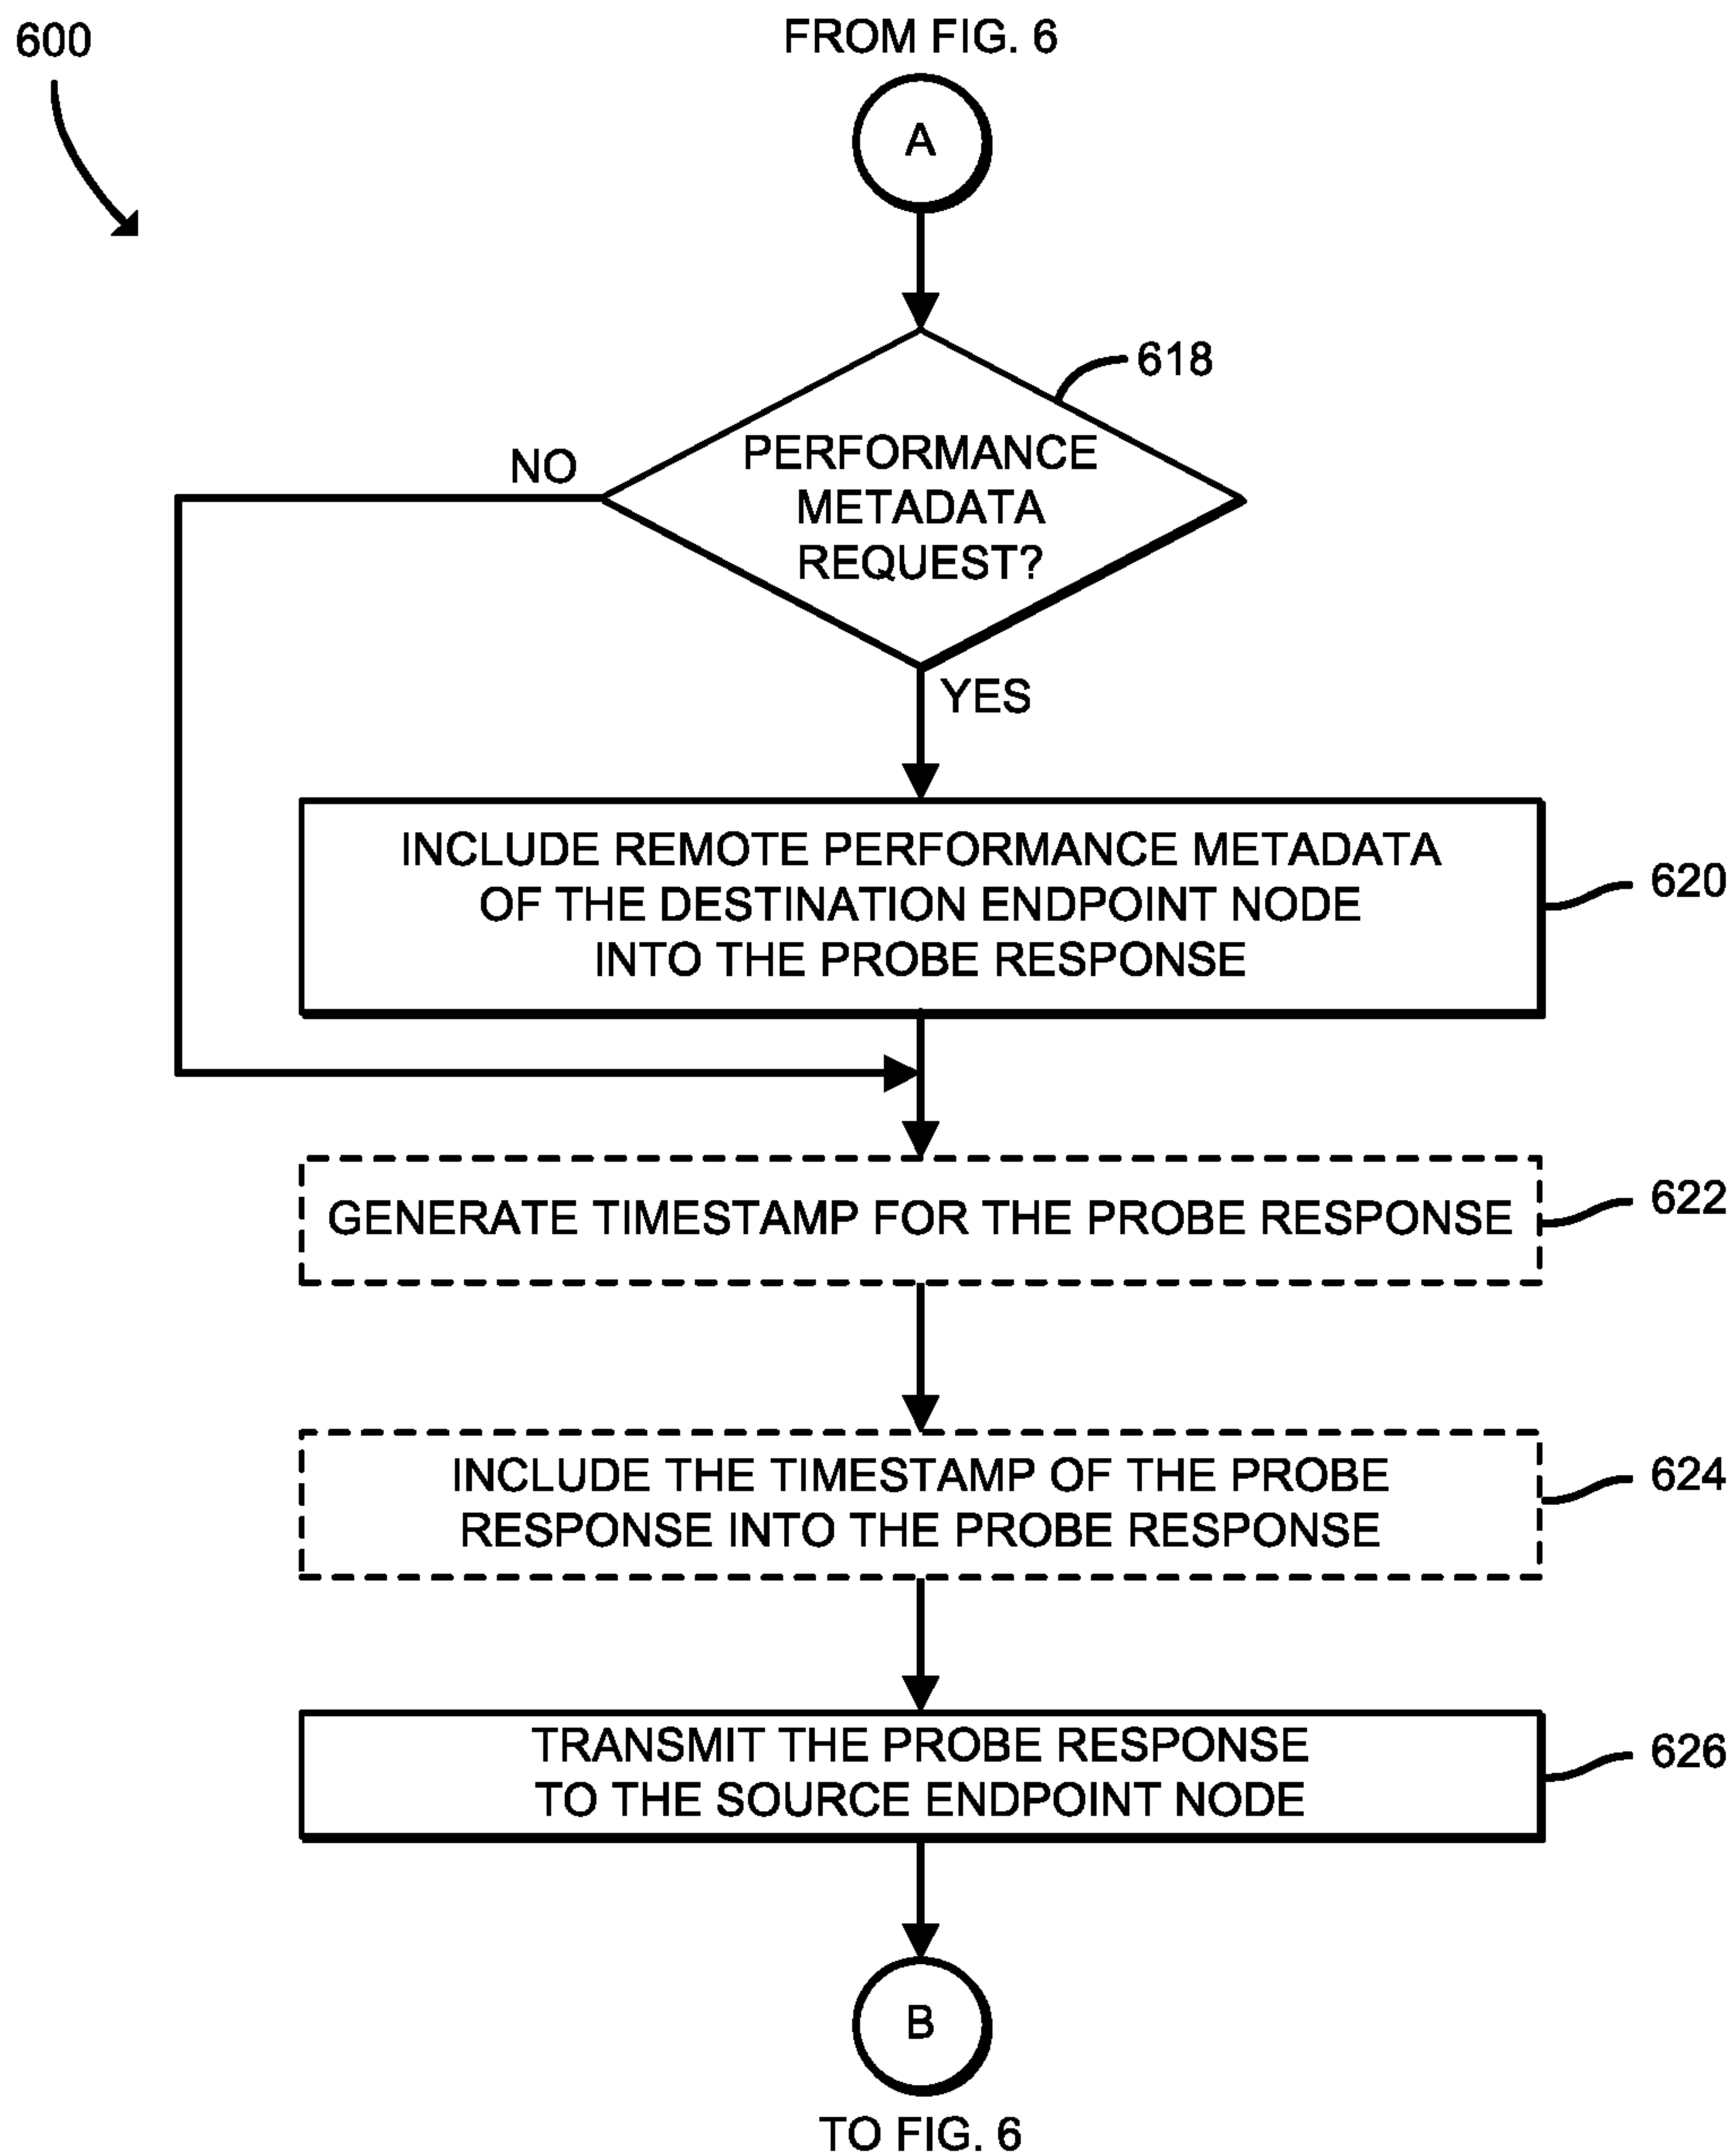 600
FROM FIG. 6
A
618
NO
PERFORMANCE
METADATA
REQUEST?
YES
INCLUDE REMOTE PERFORMANCE METADATA
OF THE DESTINATION ENDPOINT NODE
INTO THE PROBE RESPONSE
620
GENERATE TIMESTAMP FOR THE PROBE RESPONSE
622
INCLUDE THE TIMESTAMP OF THE PROBE
RESPONSE INTO THE PROBE RESPONSE
624
TRANSMIT THE PROBE RESPONSE
TO THE SOURCE ENDPOINT NODE
626
B
TO FIG. 6